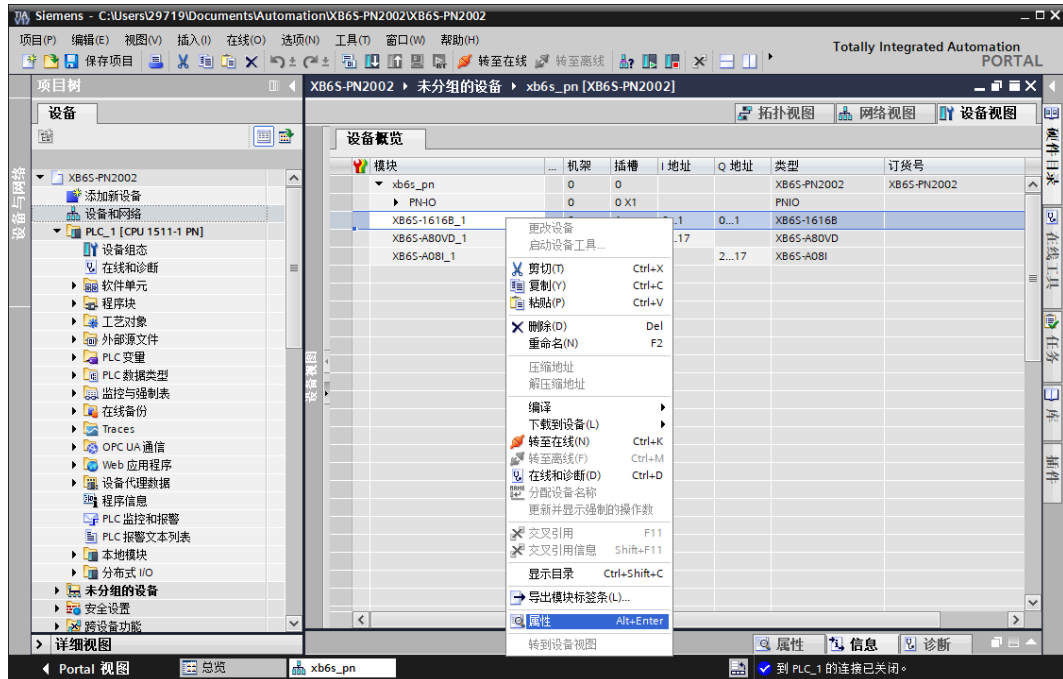 Siemens - C:\Users\29719\Documents\Automation\XB6S-PN2002\XB6S-PN2002
项目(P) 编辑(E) 视图(V) 插入(I) 在线(O) 选项(N) 工具(T) 窗口(W) 帮助(H)
Totally Integrated Automation
PORTAL
保存项目 转至在线 转至离线
项目树
XB6S-PN2002 ▸ 未分组的设备 ▸ xb6s_pn [XB6S-PN2002]
设备
拓扑视图 网络视图 设备视图
设备概览
模块 ... 机架 插槽 I 地址 Q 地址 类型 订货号
xb6s_pn 0 0 XB6S-PN2002 XB6S-PN2002
PN-IO 0 0 X1 PNIO
XB6S-1616B_1 ..1 0...1 XB6S-1616B
XB6S-A80VD_1 ..17 XB6S-A80VD
XB6S-A08I_1 2...17 XB6S-A08I
XB6S-PN2002
添加新设备
设备和网络
PLC_1 [CPU 1511-1 PN]
设备组态
在线和诊断
软件单元
程序块
工艺对象
外部源文件
PLC 变量
PLC 数据类型
监控与强制表
在线备份
Traces
OPC UA 通信
Web 应用程序
设备代理数据
程序信息
PLC 监控和报警
PLC 报警文本列表
本地模块
分布式 I/O
未分组的设备
安全设置
跨设备功能
详细视图
更改设备
启动设备工具...
剪切(T) Ctrl+X
复制(Y) Ctrl+C
粘贴(P) Ctrl+V
删除(D) Del
重命名(N) F2
压缩地址
解压缩地址
编译
下载到设备(L)
转至在线(N) Ctrl+K
转至离线(F) Ctrl+M
在线和诊断(D) Ctrl+D
分配设备名称
更新并显示强制的操作数
交叉引用 F11
交叉引用信息 Shift+F11
显示目录 Ctrl+Shift+C
导出模块标签条(L)...
属性 Alt+Enter
转到设备视图
设备与网络
设备视图
硬件目录
在线工具
任务
库
插件
属性 信息 诊断
Portal 视图 总览 xb6s_pn
到 PLC_1 的连接已关闭。